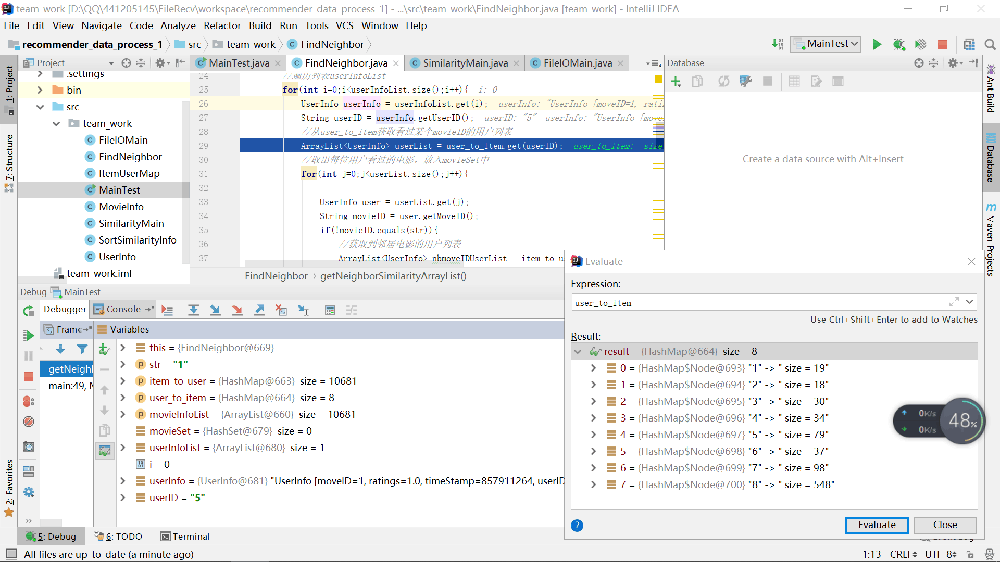 team_work [D:\QQ\441205145\FileRecv\workspace\recommender_data_process_1] - ...\src\team_work\FindNeighbor.java [team_work] - IntelliJ IDEA
File Edit View Navigate Code Analyze Refactor Build Run Tools VCS Window Help
recommender_data_process_1 src team_work FindNeighbor
MainTest
Project
MainTest.java FindNeighbor.java SimilarityMain.java FileIOMain.java
Database
.settings
bin
src
team_work
FileIOMain
FindNeighbor
ItemUserMap
MainTest
MovieInfo
SimilarityMain
SortSimilarityInfo
UserInfo
team_work.iml
1: Project
7: Structure
2: Favorites
24 //遍历列表userInfoList
25 for(int i=0;i<userInfoList.size();i++){ i: 0
26 UserInfo userInfo = userInfoList.get(i); userInfo: "UserInfo [moveID=1, ratin
27 String userID = userInfo.getUserID(); userID: "5" userInfo: "UserInfo [move
28 //从user_to_item获取看过某个movieID的用户列表
29 ArrayList<UserInfo> userList = user_to_item.get(userID); user_to_item: size
30 //取出每位用户看过的电影，放入movieSet中
31 for(int j=0;j<userList.size();j++){
32
33 UserInfo user = userList.get(j);
34 String movieID = user.getMoveID();
35 if(!movieID.equals(str)){
36 //获取到邻居电影的用户列表
37 ArrayList<UserInfo> nbmoveIDUserList = item_to_u
FindNeighbor › getNeighborSimilarityArrayList()
Create a data source with Alt+Insert
Ant Build
Database
Maven Projects
Debug MainTest
Debugger Console
Frame Variables
getNeighb
main:49, M
this = {FindNeighbor@669}
str = "1"
item_to_user = {HashMap@663} size = 10681
user_to_item = {HashMap@664} size = 8
movieInfoList = {ArrayList@660} size = 10681
movieSet = {HashSet@679} size = 0
userInfoList = {ArrayList@680} size = 1
i = 0
userInfo = {UserInfo@681} "UserInfo [moveID=1, ratings=1.0, timeStamp=857911264, userID
userID = "5"
Evaluate
Expression:
user_to_item
Use Ctrl+Shift+Enter to add to Watches
Result:
result = {HashMap@664} size = 8
0 = {HashMap$Node@693} "1" -> " size = 19"
1 = {HashMap$Node@694} "2" -> " size = 18"
2 = {HashMap$Node@695} "3" -> " size = 30"
3 = {HashMap$Node@696} "4" -> " size = 34"
4 = {HashMap$Node@697} "5" -> " size = 79"
5 = {HashMap$Node@698} "6" -> " size = 37"
6 = {HashMap$Node@699} "7" -> " size = 98"
7 = {HashMap$Node@700} "8" -> " size = 548"
Evaluate Close
0K/s
0K/s
48%
5: Debug 6: TODO Terminal
All files are up-to-date (a minute ago)
1:13 CRLF UTF-8